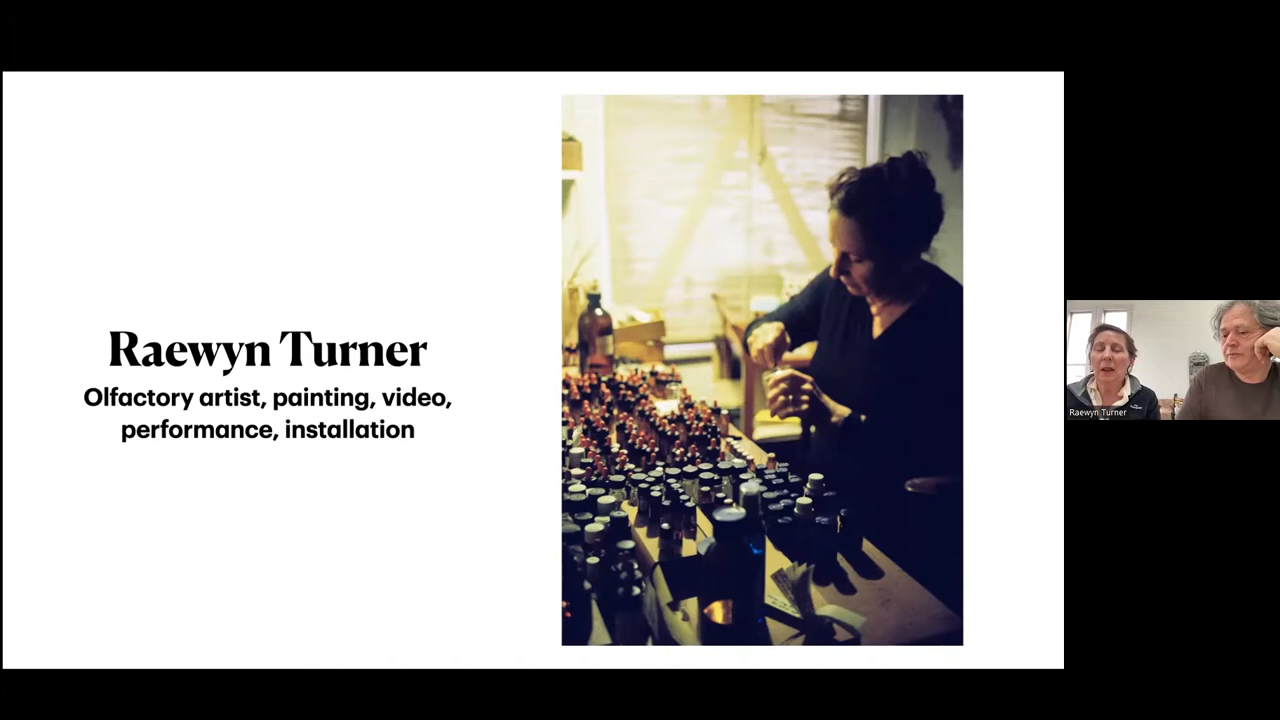 Raewyn Turner
Olfactory artist, painting, video,
performance, installation
Raewyn Turner